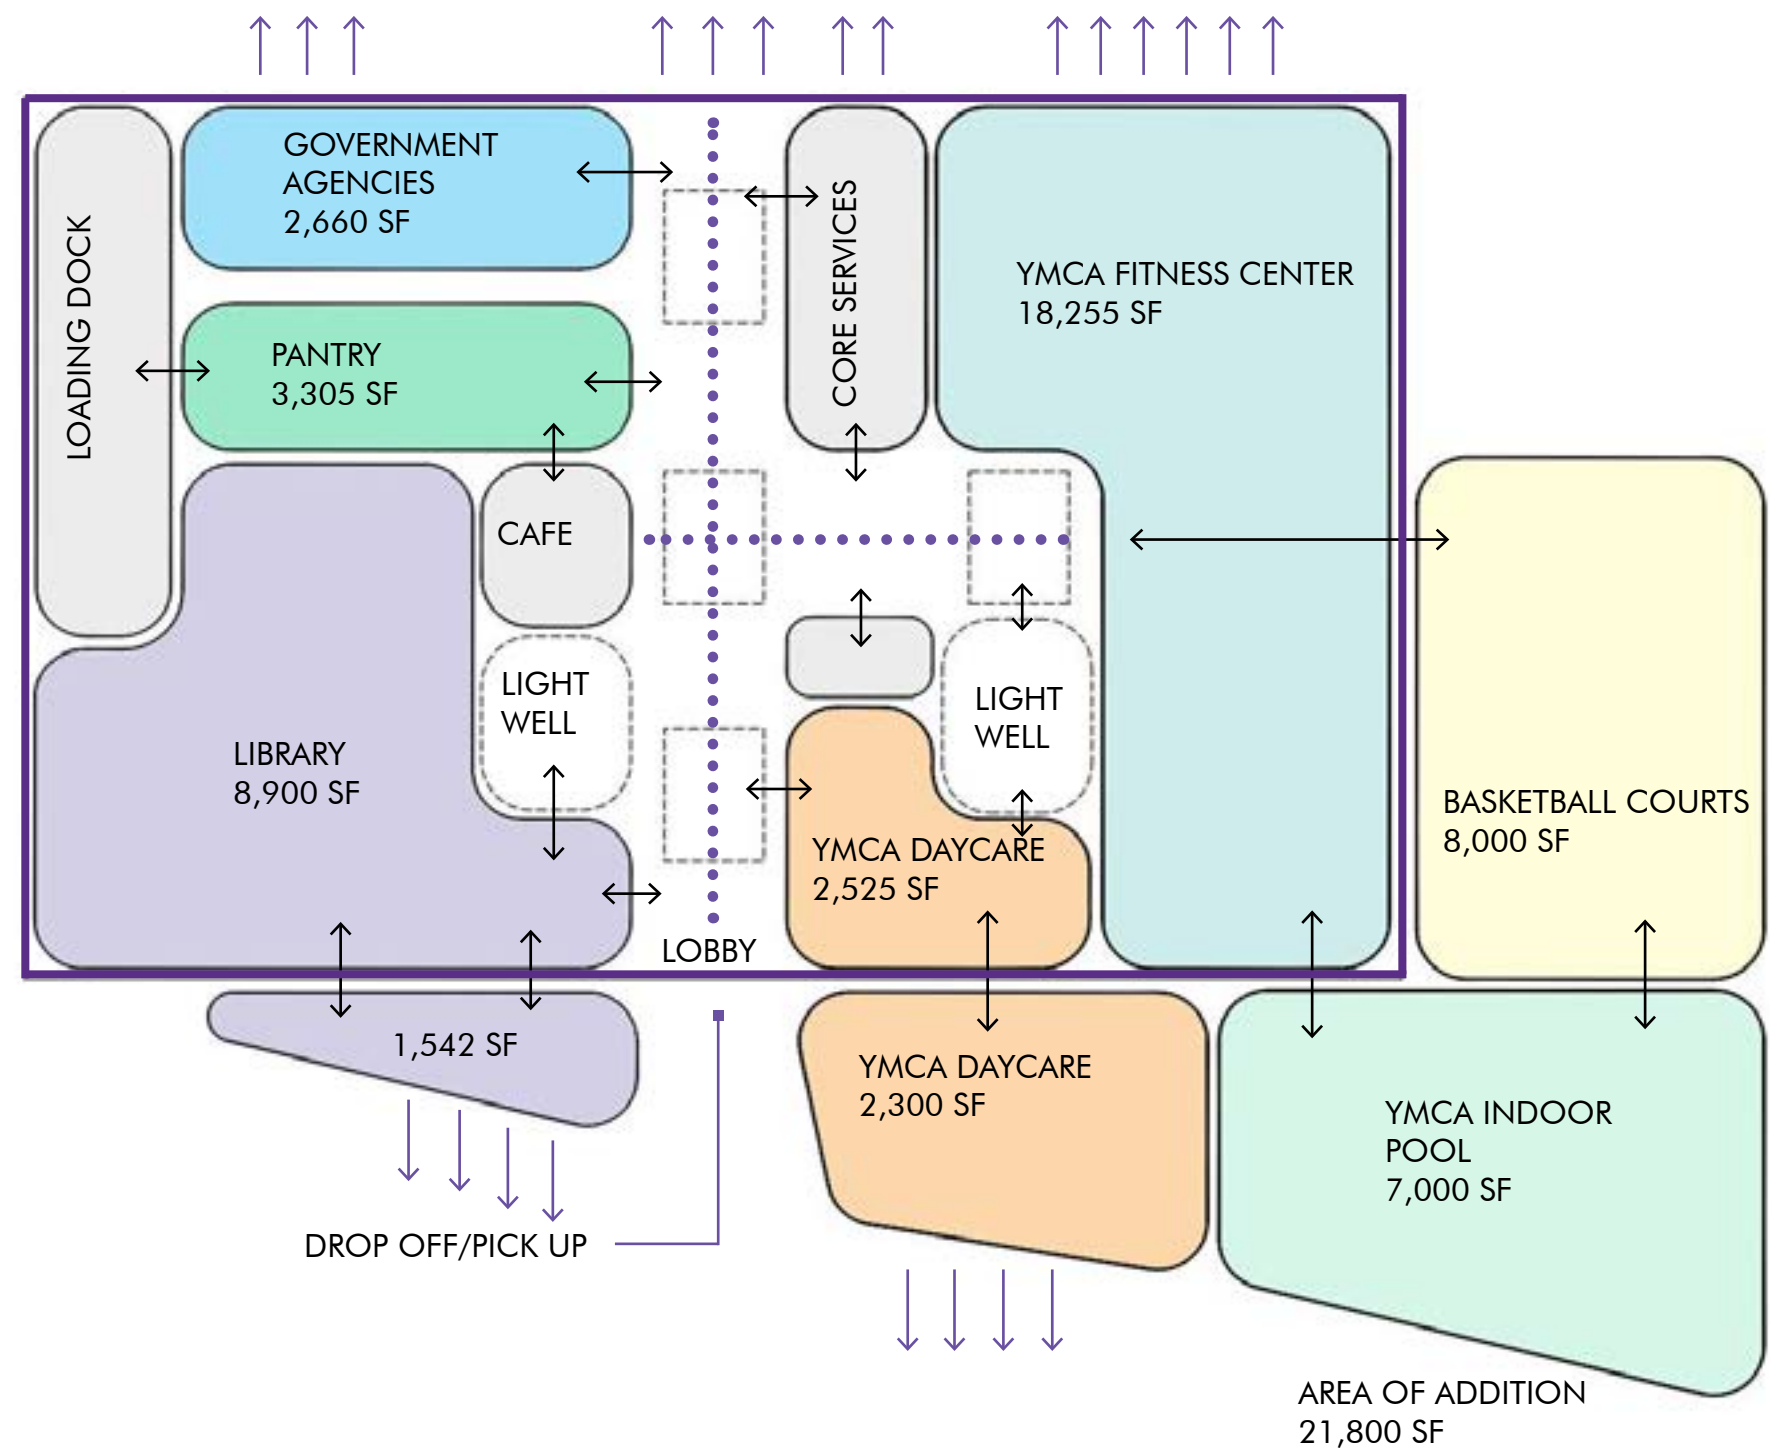 GOVERNMENT
AGENCIES
2,660 SF
LOADING DOCK
CORE SERVICES
YMCA FITNESS CENTER
18,255 SF
PANTRY
3,305 SF
CAFE
LIGHT
WELL
LIGHT
WELL
LIBRARY
8,900 SF
BASKETBALL COURTS
8,000 SF
YMCA DAYCARE
2,525 SF
LOBBY
1,542 SF
YMCA DAYCARE
2,300 SF
YMCA INDOOR
POOL
7,000 SF
DROP OFF/PICK UP
AREA OF ADDITION
21,800 SF